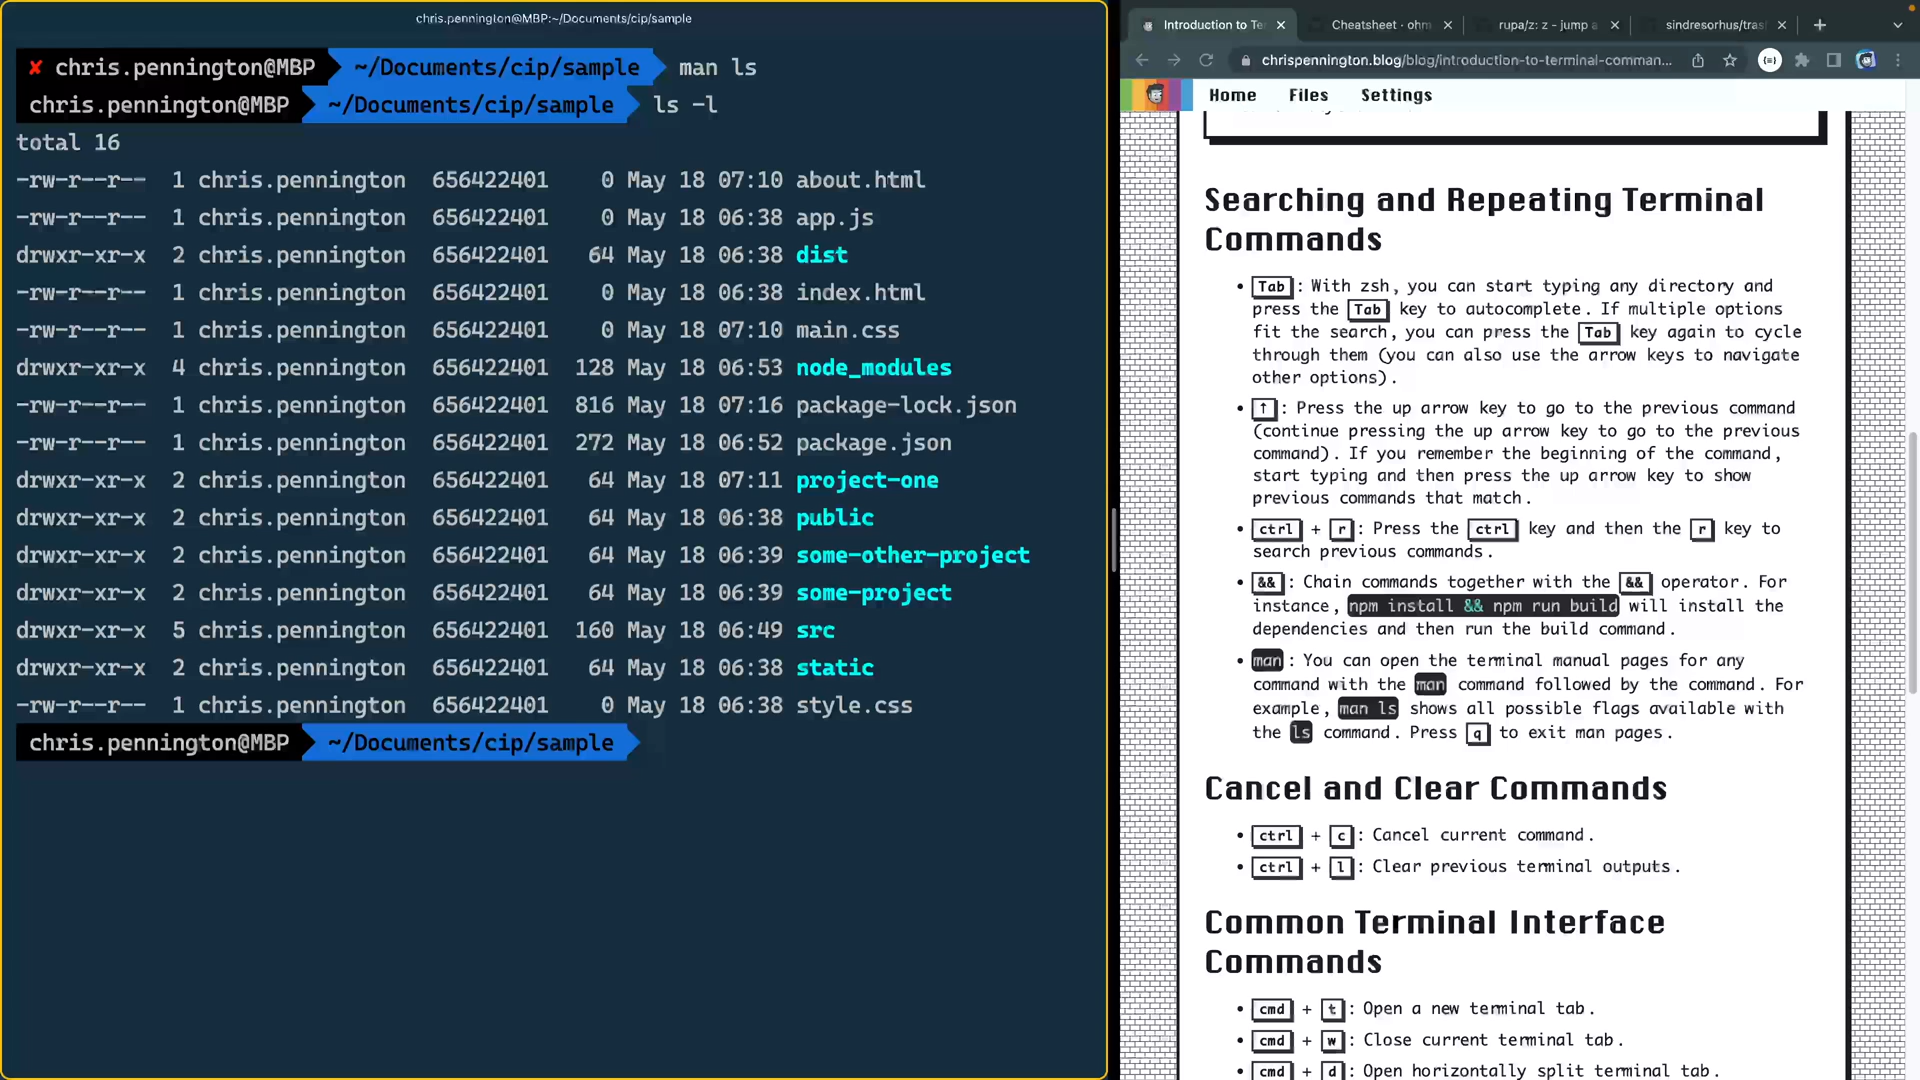 chris.pennington@MBP:~/Documents/cip/sample
✘ chris.pennington@MBP ~/Documents/cip/sample man ls
chris.pennington@MBP ~/Documents/cip/sample ls -l
total 16
-rw-r--r-- 1 chris.pennington 656422401 0 May 18 07:10 about.html
-rw-r--r-- 1 chris.pennington 656422401 0 May 18 06:38 app.js
drwxr-xr-x 2 chris.pennington 656422401 64 May 18 06:38 dist
-rw-r--r-- 1 chris.pennington 656422401 0 May 18 06:38 index.html
-rw-r--r-- 1 chris.pennington 656422401 0 May 18 07:10 main.css
drwxr-xr-x 4 chris.pennington 656422401 128 May 18 06:53 node_modules
-rw-r--r-- 1 chris.pennington 656422401 816 May 18 07:16 package-lock.json
-rw-r--r-- 1 chris.pennington 656422401 272 May 18 06:52 package.json
drwxr-xr-x 2 chris.pennington 656422401 64 May 18 07:11 project-one
drwxr-xr-x 2 chris.pennington 656422401 64 May 18 06:38 public
drwxr-xr-x 2 chris.pennington 656422401 64 May 18 06:39 some-other-project
drwxr-xr-x 2 chris.pennington 656422401 64 May 18 06:39 some-project
drwxr-xr-x 5 chris.pennington 656422401 160 May 18 06:49 src
drwxr-xr-x 2 chris.pennington 656422401 64 May 18 06:38 static
-rw-r--r-- 1 chris.pennington 656422401 0 May 18 06:38 style.css
chris.pennington@MBP ~/Documents/cip/sample
Introduction to Te
Cheatsheet · ohm
rupa/z: z - jump a
sindresorhus/tras
chrispennington.blog/blog/introduction-to-terminal-comman...
Home Files Settings
Searching and Repeating Terminal
Commands
• Tab : With zsh, you can start typing any directory and
press the Tab key to autocomplete. If multiple options
fit the search, you can press the Tab key again to cycle
through them (you can also use the arrow keys to navigate
other options).
• ↑ : Press the up arrow key to go to the previous command
(continue pressing the up arrow key to go to the previous
command). If you remember the beginning of the command,
start typing and then press the up arrow key to show
previous commands that match.
• ctrl + r : Press the ctrl key and then the r key to
search previous commands.
• && : Chain commands together with the && operator. For
instance, npm install && npm run build will install the
dependencies and then run the build command.
• man : You can open the terminal manual pages for any
command with the man command followed by the command. For
example, man ls shows all possible flags available with
the ls command. Press q to exit man pages.
Cancel and Clear Commands
• ctrl + c : Cancel current command.
• ctrl + l : Clear previous terminal outputs.
Common Terminal Interface
Commands
• cmd + t : Open a new terminal tab.
• cmd + w : Close current terminal tab.
• cmd + d : Open horizontally split terminal tab.